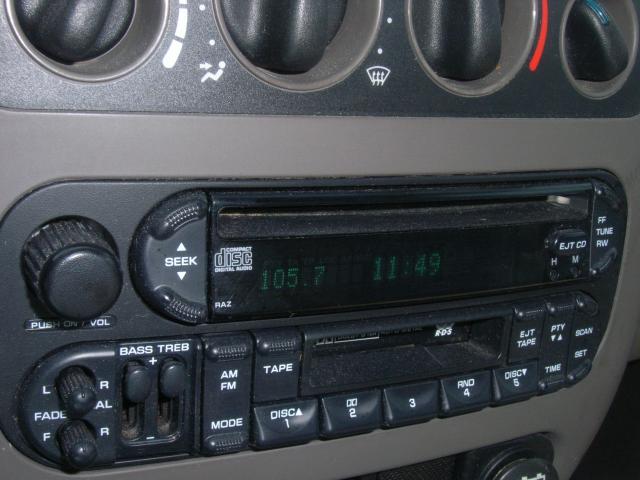 COMPACT
disc
DIGITAL AUDIO
SEEK
105.7
11:49
RAZ
EJT CD
H M
FF
TUNE
RW
PUSH ON / VOL
BASS TREB
+
–
L R
FADE AL
F R
AM
FM
MODE
TAPE
RDS
EJT
TAPE
PTY
SCAN
SET
TIME
DISC▲
1
2
3
RND
4
DISC▼
5